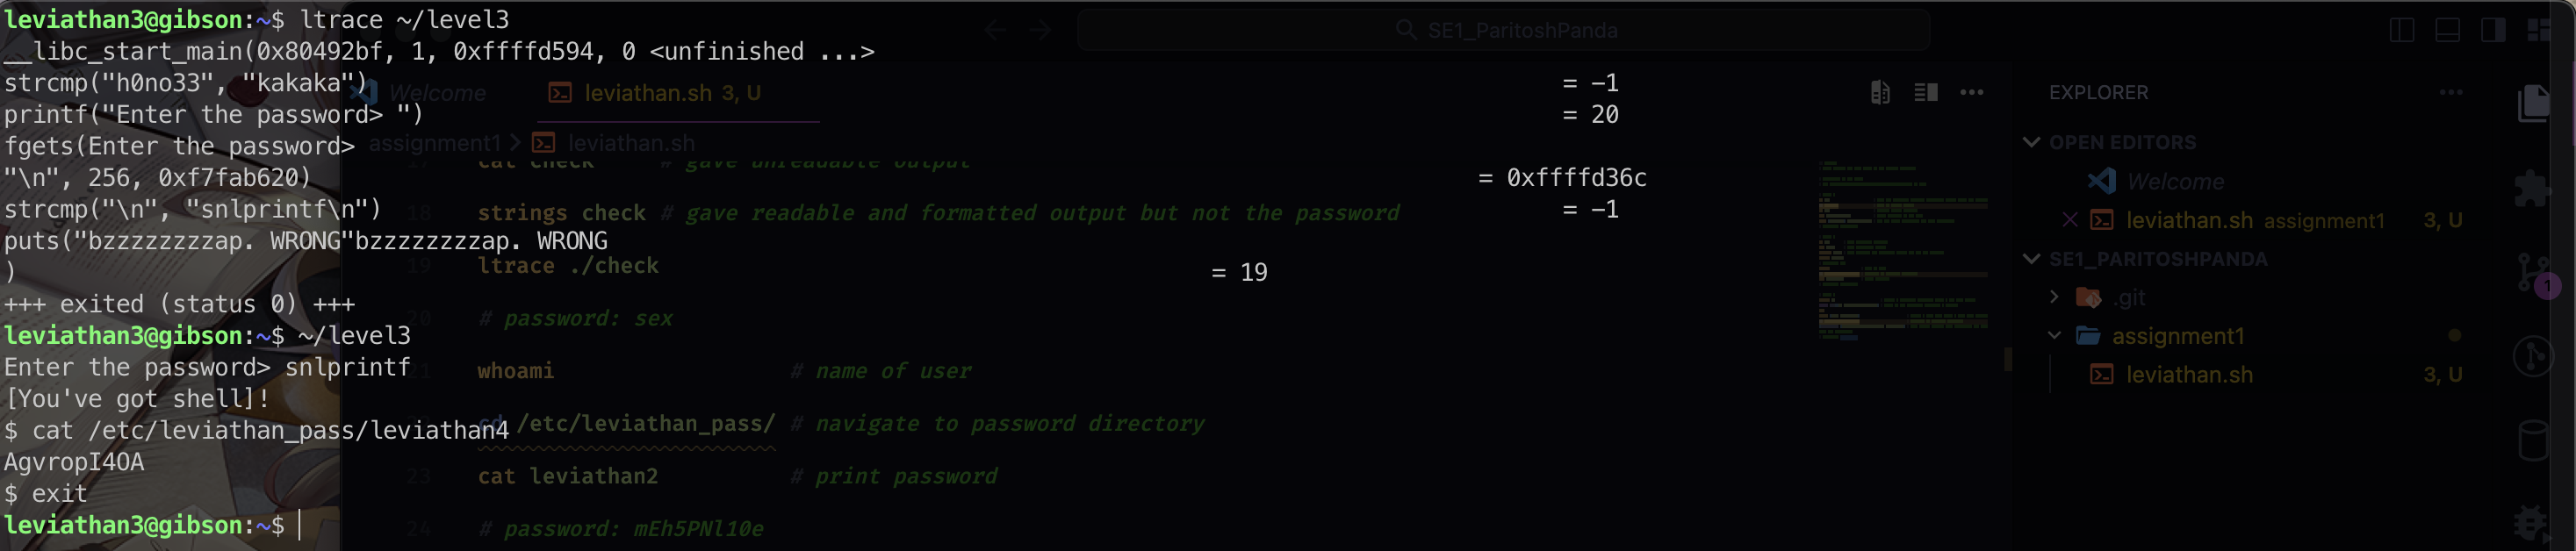 leviathan3@gibson:~$ ltrace ~/level3
__libc_start_main(0x80492bf, 1, 0xffffd594, 0 <unfinished ...>
strcmp("h0no33", "kakaka") = -1
printf("Enter the password> ") = 20
fgets(Enter the password>
"\n", 256, 0xf7fab620) = 0xffffd36c
strcmp("\n", "snlprintf\n") = -1
puts("bzzzzzzzzap. WRONG"bzzzzzzzzap. WRONG
) = 19
+++ exited (status 0) +++
leviathan3@gibson:~$ ~/level3
Enter the password> snlprintf
[You've got shell]!
$ cat /etc/leviathan_pass/leviathan4
AgvropI4OA
$ exit
leviathan3@gibson:~$
SE1_ParitoshPanda
Welcome
leviathan.sh 3, U
assignment1 > leviathan.sh
17 cat check # gave unreadable output
18 strings check # gave readable and formatted output but not the password
19 ltrace ./check
20 # password: sex
21 whoami # name of user
cd /etc/leviathan_pass/ # navigate to password directory
23 cat leviathan2 # print password
24 # password: mEh5PNl10e
EXPLORER
OPEN EDITORS
Welcome
leviathan.sh assignment1 3, U
SE1_PARITOSHPANDA
.git
assignment1
leviathan.sh 3, U
1